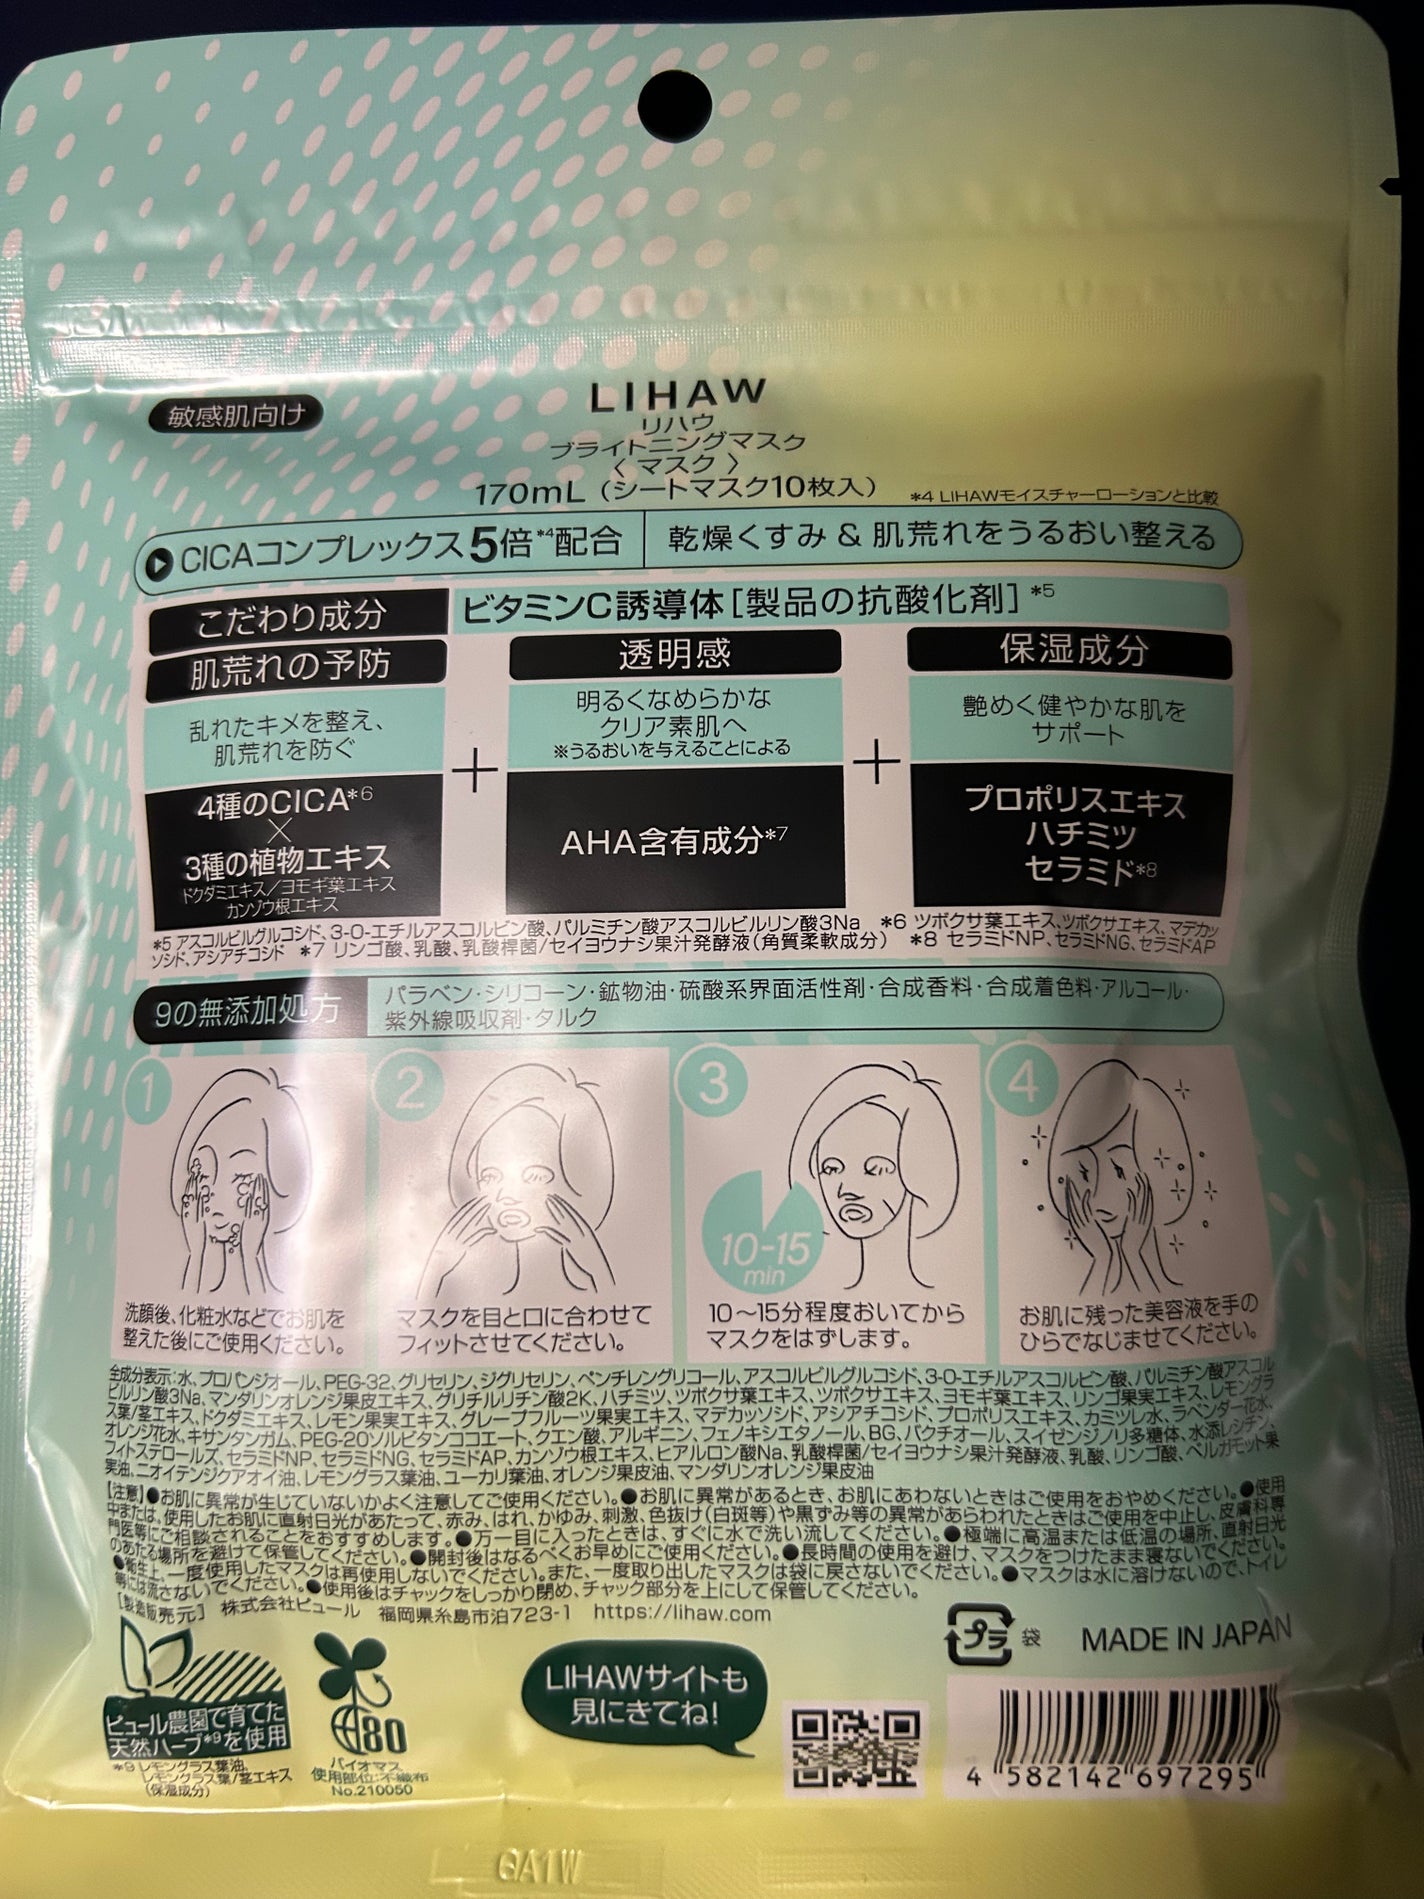 敏感肌向け
LIHAW
リハウ
ブライトニングマスク
〈マスク〉
170mL（シートマスク10枚入）
*4 LIHAWモイスチャーローションと比較
CICAコンプレックス5倍*4配合
乾燥くすみ & 肌荒れをうるおい整える
こだわり成分
ビタミンC誘導体[製品の抗酸化剤]*5
肌荒れの予防
乱れたキメを整え、
肌荒れを防ぐ
4種のCICA*6
×
3種の植物エキス
ドクダミエキス/ヨモギ葉エキス
カンゾウ根エキス
+
透明感
明るくなめらかな
クリア素肌へ
※うるおいを与えることによる
AHA含有成分*7
+
保湿成分
艶めく健やかな肌を
サポート
プロポリスエキス
ハチミツ
セラミド*8
*5 アスコルビルグルコシド、3-O-エチルアスコルビン酸、パルミチン酸アスコルビルリン酸3Na *6 ツボクサ葉エキス、ツボクサエキス、マデカッ
ソシド、アシアチコシド *7 リンゴ酸、乳酸、乳酸桿菌/セイヨウナシ果汁発酵液（角質柔軟成分） *8 セラミドNP、セラミドNG、セラミドAP
9の無添加処方
パラベン・シリコーン・鉱物油・硫酸系界面活性剤・合成香料・合成着色料・アルコール・
紫外線吸収剤・タルク
1
洗顔後、化粧水などでお肌を
整えた後にご使用ください。
2
マスクを目と口に合わせて
フィットさせてください。
3
10-15
min
10～15分程度おいてから
マスクをはずします。
4
お肌に残った美容液を手の
ひらでなじませてください。
全成分表示:水、プロパンジオール、PEG-32、グリセリン、ジグリセリン、ペンチレングリコール、アスコルビルグルコシド、3-O-エチルアスコルビン酸、パルミチン酸アスコル
ビルリン酸3Na、マンダリンオレンジ果皮エキス、グリチルリチン酸2K、ハチミツ、ツボクサ葉エキス、ツボクサエキス、ヨモギ葉エキス、リンゴ果実エキス、レモングラ
ス葉/茎エキス、ドクダミエキス、レモン果実エキス、グレープフルーツ果実エキス、マデカッソシド、アシアチコシド、プロポリスエキス、カミツレ水、ラベンダー花水、
オレンジ花水、キサンタンガム、PEG-20ソルビタンココエート、クエン酸、アルギニン、フェノキシエタノール、BG、バクチオール、スイゼンジノリ多糖体、水添レシチン、
フィトステロールズ、セラミドNP、セラミドNG、セラミドAP、カンゾウ根エキス、ヒアルロン酸Na、乳酸桿菌/セイヨウナシ果汁発酵液、乳酸、リンゴ酸、ベルガモット果
実油、ニオイテンジクアオイ油、レモングラス葉油、ユーカリ葉油、オレンジ果皮油、マンダリンオレンジ果皮油
【注意】●お肌に異常が生じていないかよく注意してご使用ください。●お肌に異常があるとき、お肌にあわないときはご使用をおやめください。●使用
中または、使用したお肌に直射日光があたって、赤み、はれ、かゆみ、刺激、色抜け（白斑等）や黒ずみ等の異常があらわれたときはご使用を中止し、皮膚科専
門医等にご相談されることをおすすめします。●万一目に入ったときは、すぐに水で洗い流してください。●極端に高温または低温の場所、直射日光
のあたる場所を避けて保管してください。●開封後はなるべくお早めにご使用ください。●長時間の使用を避け、マスクをつけたまま寝ないでください。
●衛生上、一度使用したマスクは再使用しないでください。また、一度取り出したマスクは袋に戻さないでください。●マスクは水に溶けないので、トイレ
等には流さないでください。●使用後はチャックをしっかり閉め、チャック部分を上にして保管してください。
【製造販売元】 株式会社ピュール 福岡県糸島市泊723-1 https://lihaw.com
ピュール農園で育てた
天然ハーブ*9を使用
*9 レモングラス葉油、
レモングラス葉/茎エキス
（保湿成分）
80
バイオマス
使用部位:不織布
No.210050
LIHAWサイトも
見にきてね!
プラ 袋
MADE IN JAPAN
4 582142 697295
GA1W